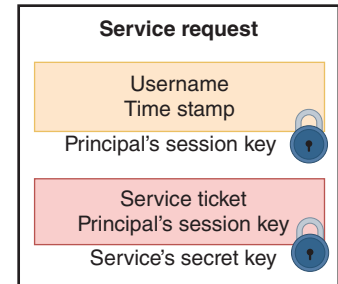 Service request
Username
Time stamp
Principal's session key
Service ticket
Principal's session key
Service's secret key